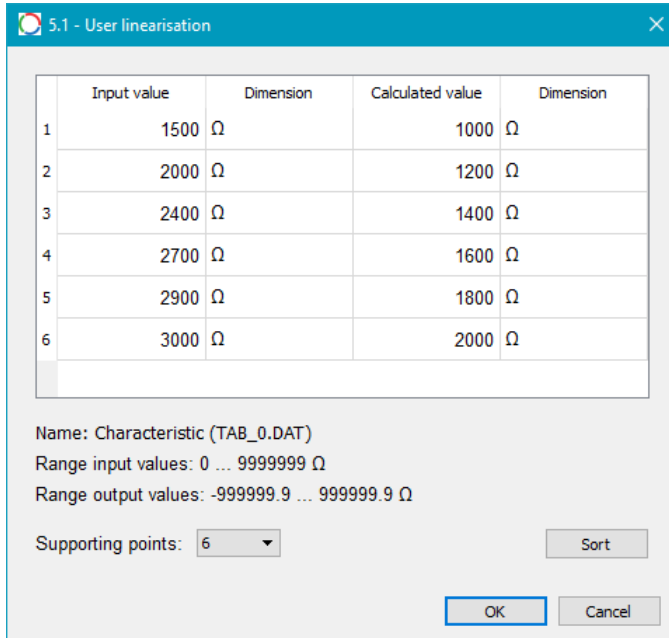 5.1 - User linearisation
Input value Dimension Calculated value Dimension
1 1500 Ω 1000 Ω
2 2000 Ω 1200 Ω
3 2400 Ω 1400 Ω
4 2700 Ω 1600 Ω
5 2900 Ω 1800 Ω
6 3000 Ω 2000 Ω
Name: Characteristic (TAB_0.DAT)
Range input values: 0 ... 9999999 Ω
Range output values: -999999.9 ... 999999.9 Ω
Supporting points: 6 Sort
OK Cancel